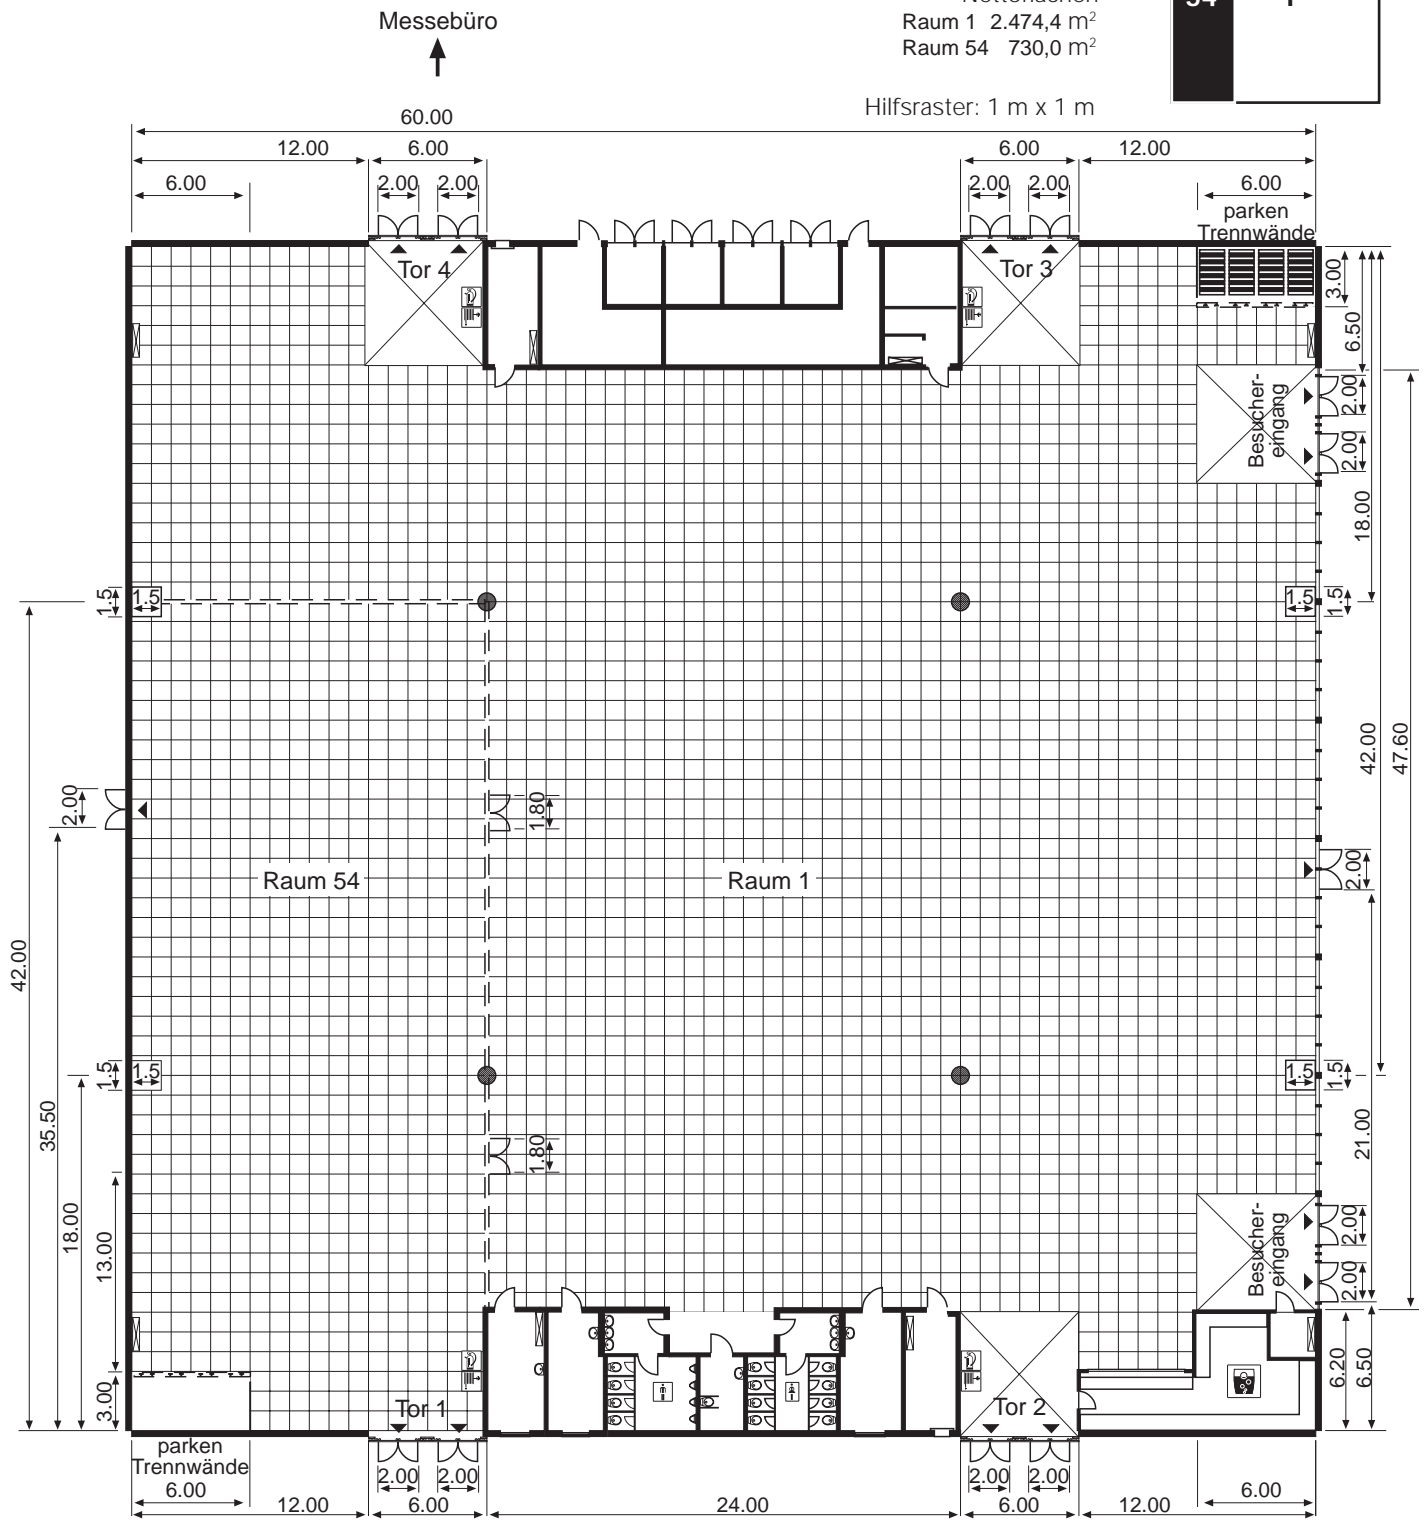 Messebüro
Nettoflächen
Raum 1 2.474,4 m²
Raum 54 730,0 m²
Hilfsraster: 1 m x 1 m
60.00
12.00
6.00
6.00
12.00
6.00
2.00
2.00
2.00
2.00
6.00
parken
Trennwände
Tor 4
Tor 3
3.00
6.50
Besucher-
eingang
2.00
2.00
18.00
1.5
1.5
1.5
1.5
42.00
47.60
2.00
1.80
2.00
Raum 54
Raum 1
42.00
1.5
1.5
1.5
1.5
35.50
1.80
21.00
18.00
13.00
Besucher-
eingang
2.00
2.00
3.00
6.20
6.50
Tor 1
Tor 2
parken
Trennwände
6.00
2.00
2.00
2.00
2.00
6.00
12.00
6.00
24.00
6.00
12.00